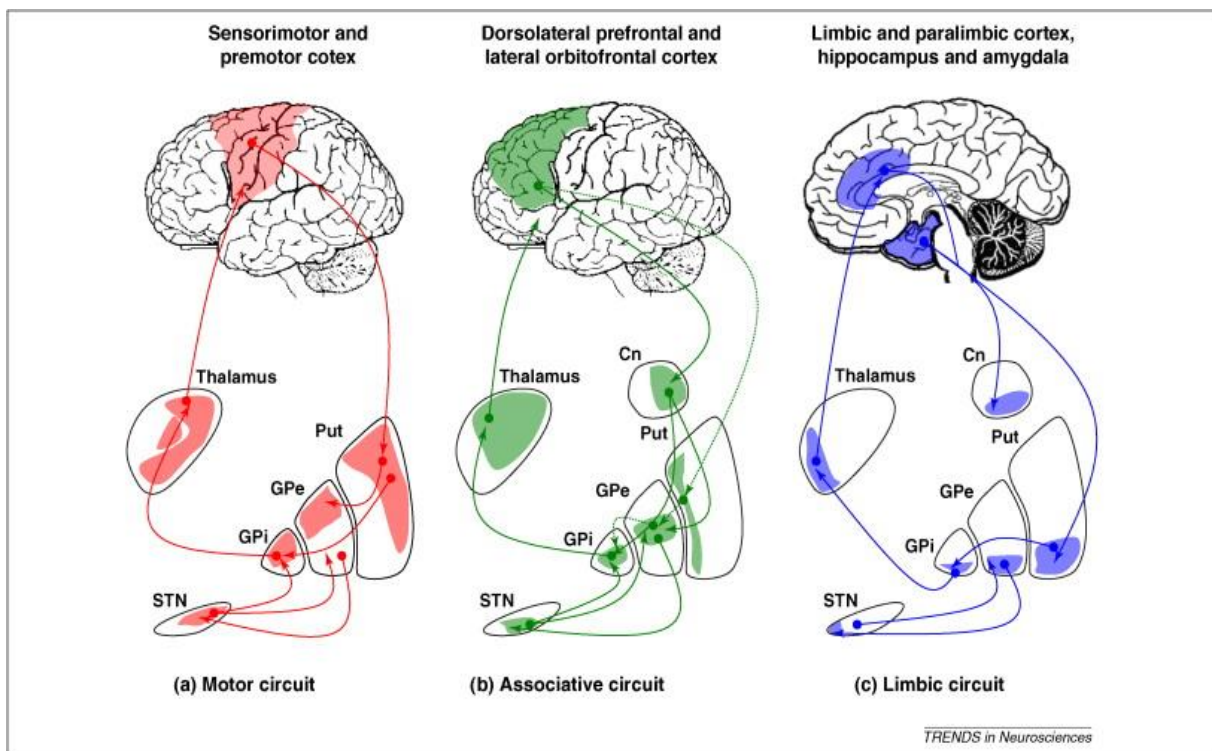 Sensorimotor and
premotor cotex
Dorsolateral prefrontal and
lateral orbitofrontal cortex
Limbic and paralimbic cortex,
hippocampus and amygdala
Thalamus
Put
GPe
GPi
STN
(a) Motor circuit
Cn
Thalamus
Put
GPe
GPi
STN
(b) Associative circuit
Cn
Thalamus
Put
GPe
GPi
STN
(c) Limbic circuit
TRENDS in Neurosciences